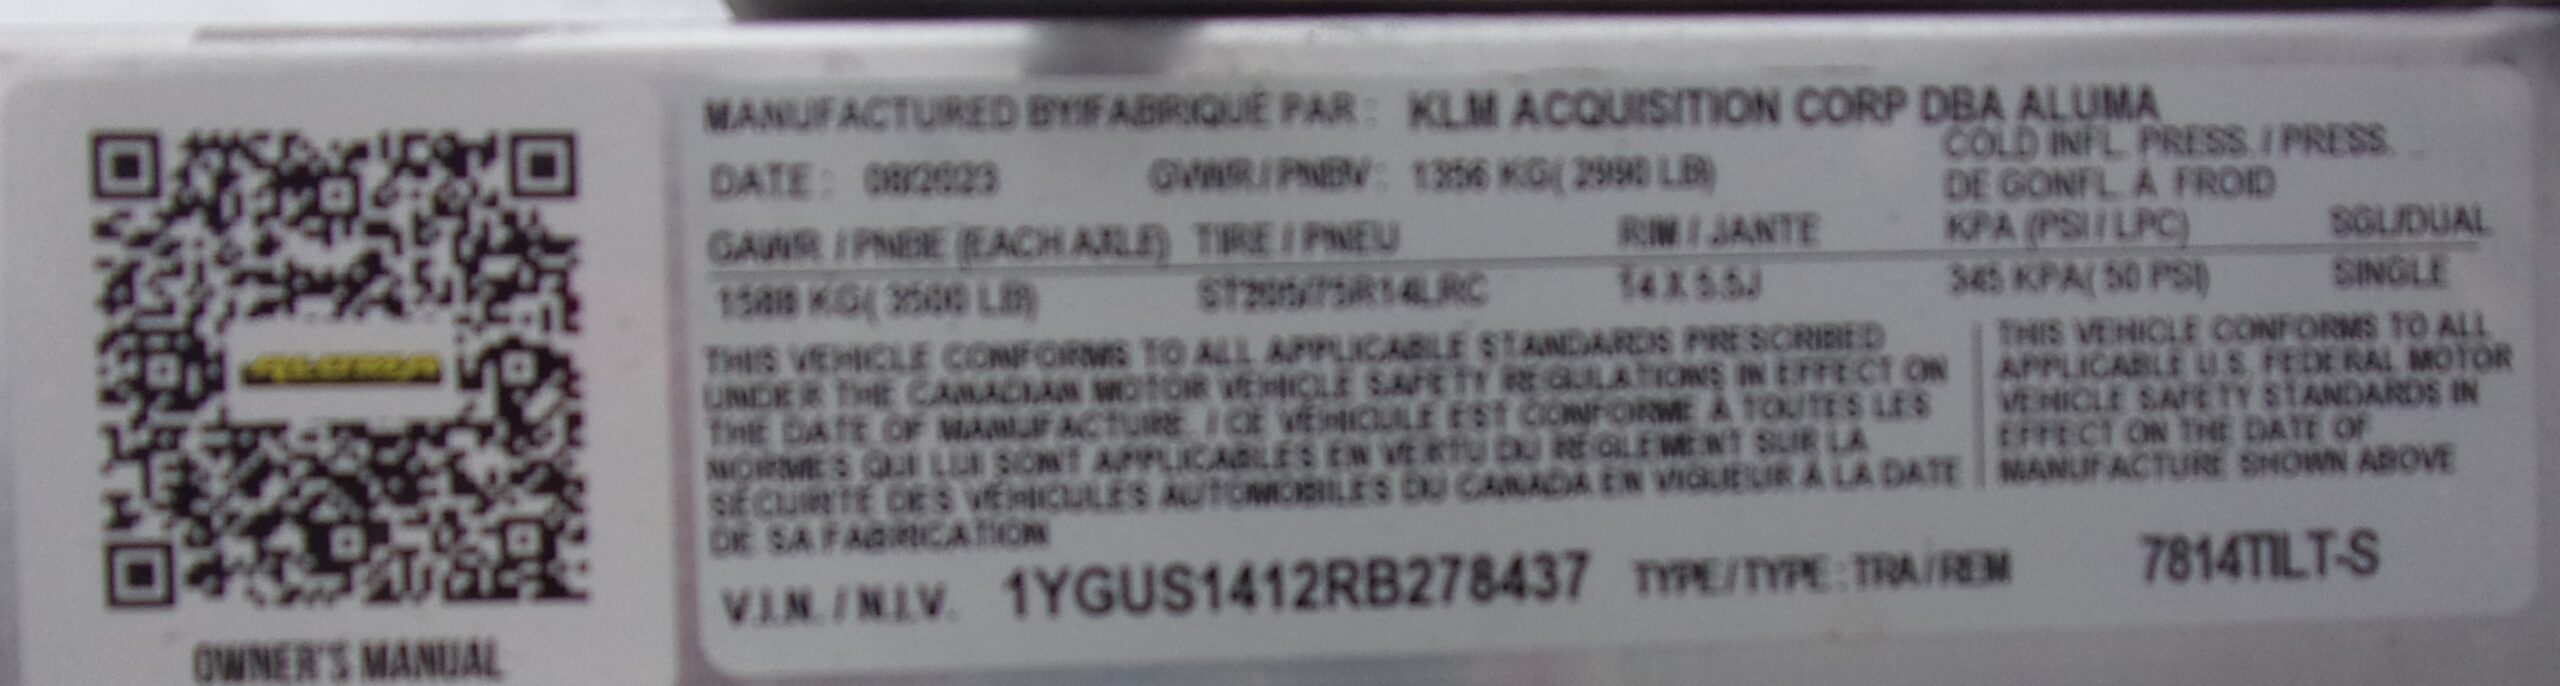 MANUFACTURED BY/FABRIQUE PAR : KLM ACQUISITION CORP DBA ALUMA
DATE : 08/2023 GVWR / PNBV : 1356 KG( 2990 LB)
COLD INFL. PRESS. / PRESS.
DE GONFL. A FROID
GAWR / PNBE (EACH AXLE) TIRE / PNEU RIM / JANTE KPA (PSI / LPC) SGL/DUAL
1588 KG( 3500 LB) ST205/75R14LRC 14 X 5.5J 345 KPA( 50 PSI) SINGLE
THIS VEHICLE CONFORMS TO ALL APPLICABLE STANDARDS PRESCRIBED
UNDER THE CANADIAN MOTOR VEHICLE SAFETY REGULATIONS IN EFFECT ON
THE DATE OF MANUFACTURE. / CE VÉHICULE EST CONFORME À TOUTES LES
NORMES QUI LUI SONT APPLICABLES EN VERTU DU RÈGLEMENT SUR LA
SÉCURITÉ DES VÉHICULES AUTOMOBILES DU CANADA EN VIGUEUR À LA DATE
DE SA FABRICATION
THIS VEHICLE CONFORMS TO ALL
APPLICABLE U.S. FEDERAL MOTOR
VEHICLE SAFETY STANDARDS IN
EFFECT ON THE DATE OF
MANUFACTURE SHOWN ABOVE
V.I.N. / N.I.V. 1YGUS1412RB278437 TYPE/TYPE : TRA/REM 7814TILT-S
OWNER'S MANUAL